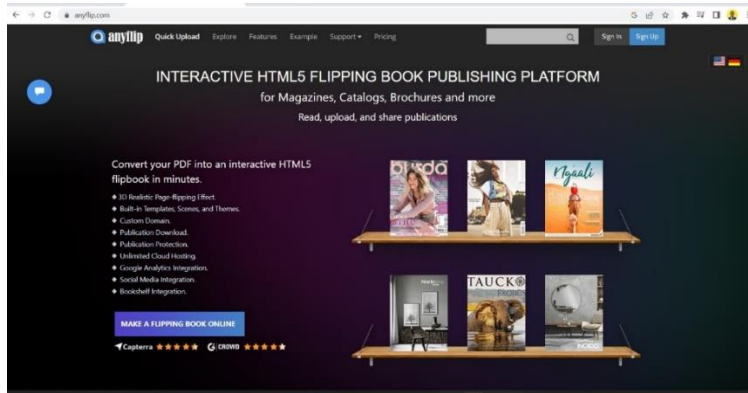 anyflip.com
anyflip Quick Upload Explore Features Example Support Pricing Sign In Sign Up
INTERACTIVE HTML5 FLIPPING BOOK PUBLISHING PLATFORM
for Magazines, Catalogs, Brochures and more
Read, upload, and share publications
Convert your PDF into an interactive HTML5
flipbook in minutes.
3D Realistic Page-flipping Effect.
Built-in Templates, Scenes, and Themes.
Custom Domain.
Publication Download.
Publication Protection.
Unlimited Cloud Hosting.
Google Analytics Integration.
Social Media Integration.
Bookshelf Integration.
MAKE A FLIPPING BOOK ONLINE
Capterra
CROWD
burda
Ngaali
TAUCK